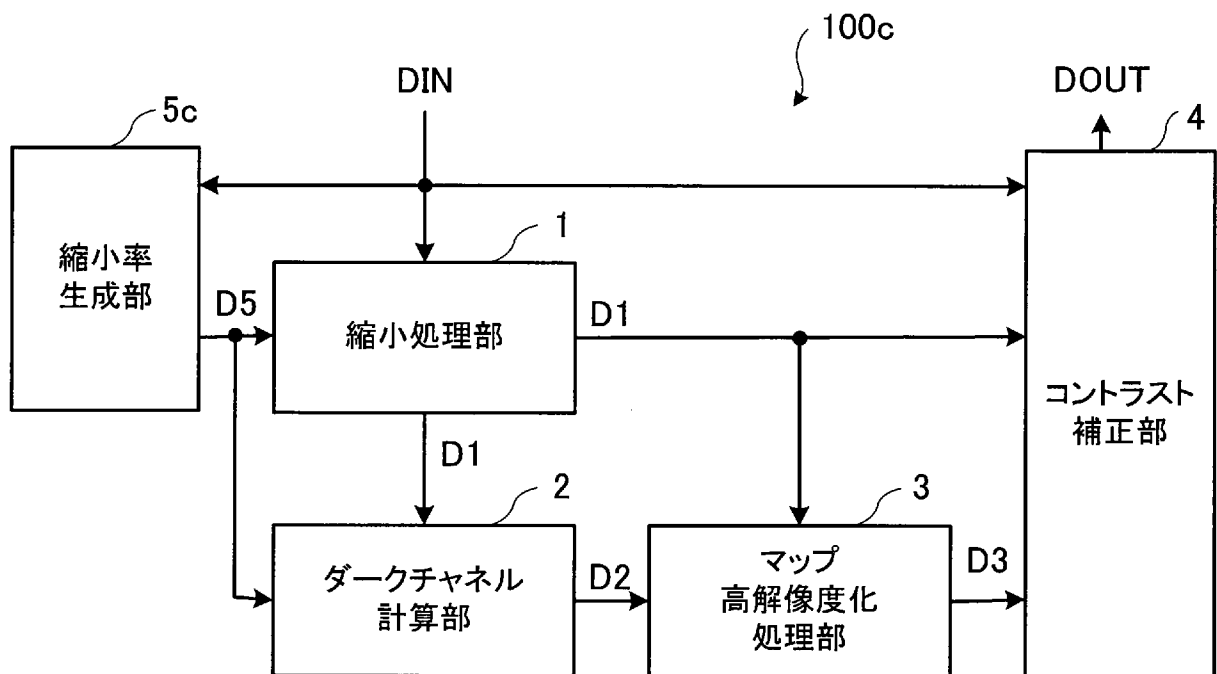 100c
DIN
DOUT
5c
4
縮小率
生成部
1
D5
縮小処理部
D1
コントラスト
補正部
D1
2
3
ダークチャネル
計算部
D2
マップ
高解像度化
処理部
D3